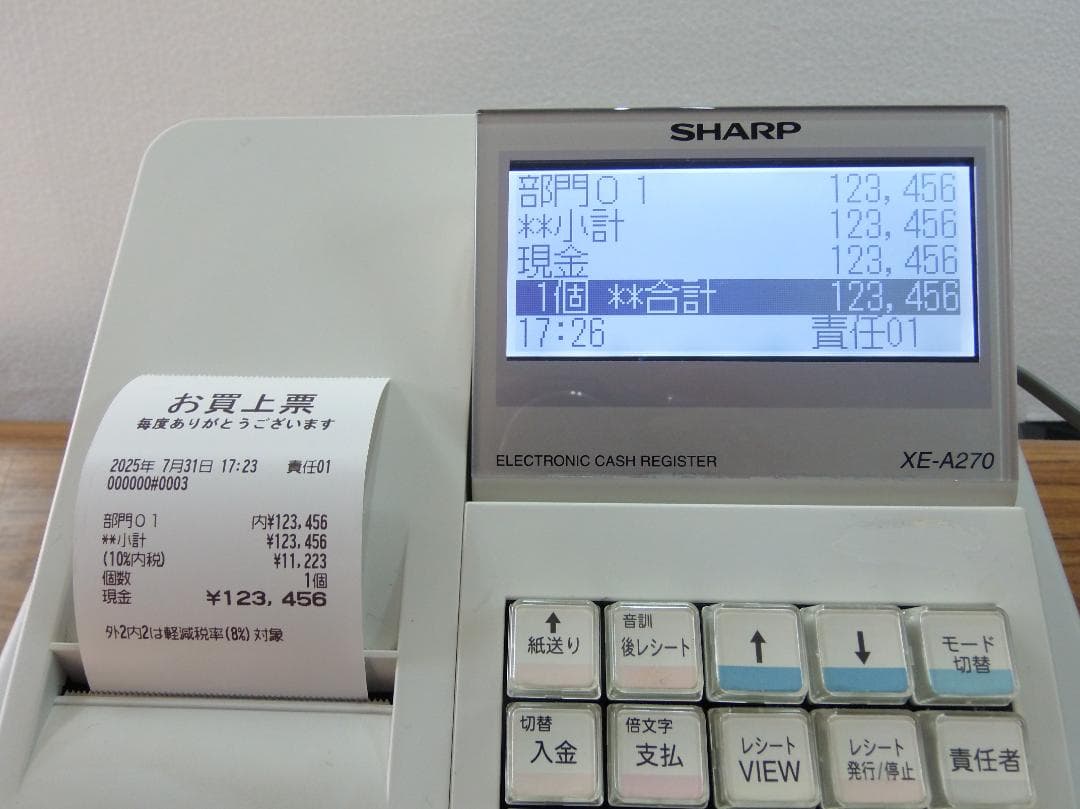 SHARP
部門01 123,456
**小計 123,456
現金 123,456
1個 **合計 123,456
17:26 責任01
ELECTRONIC CASH REGISTER XE-A270
お買上票
毎度ありがとうございます
2025年 7月31日 17:23 責任01
000000#0003
部門01 内¥123,456
**小計 ¥123,456
(10%内税) ¥11,223
個数 1個
現金 ¥123,456
外2内2は軽減税率(8%)対象
↑
紙送り
音訓
後レシート
↑
↓
モード
切替
切替
入金
倍文字
支払
レシート
VIEW
レシート
発行/停止
責任者